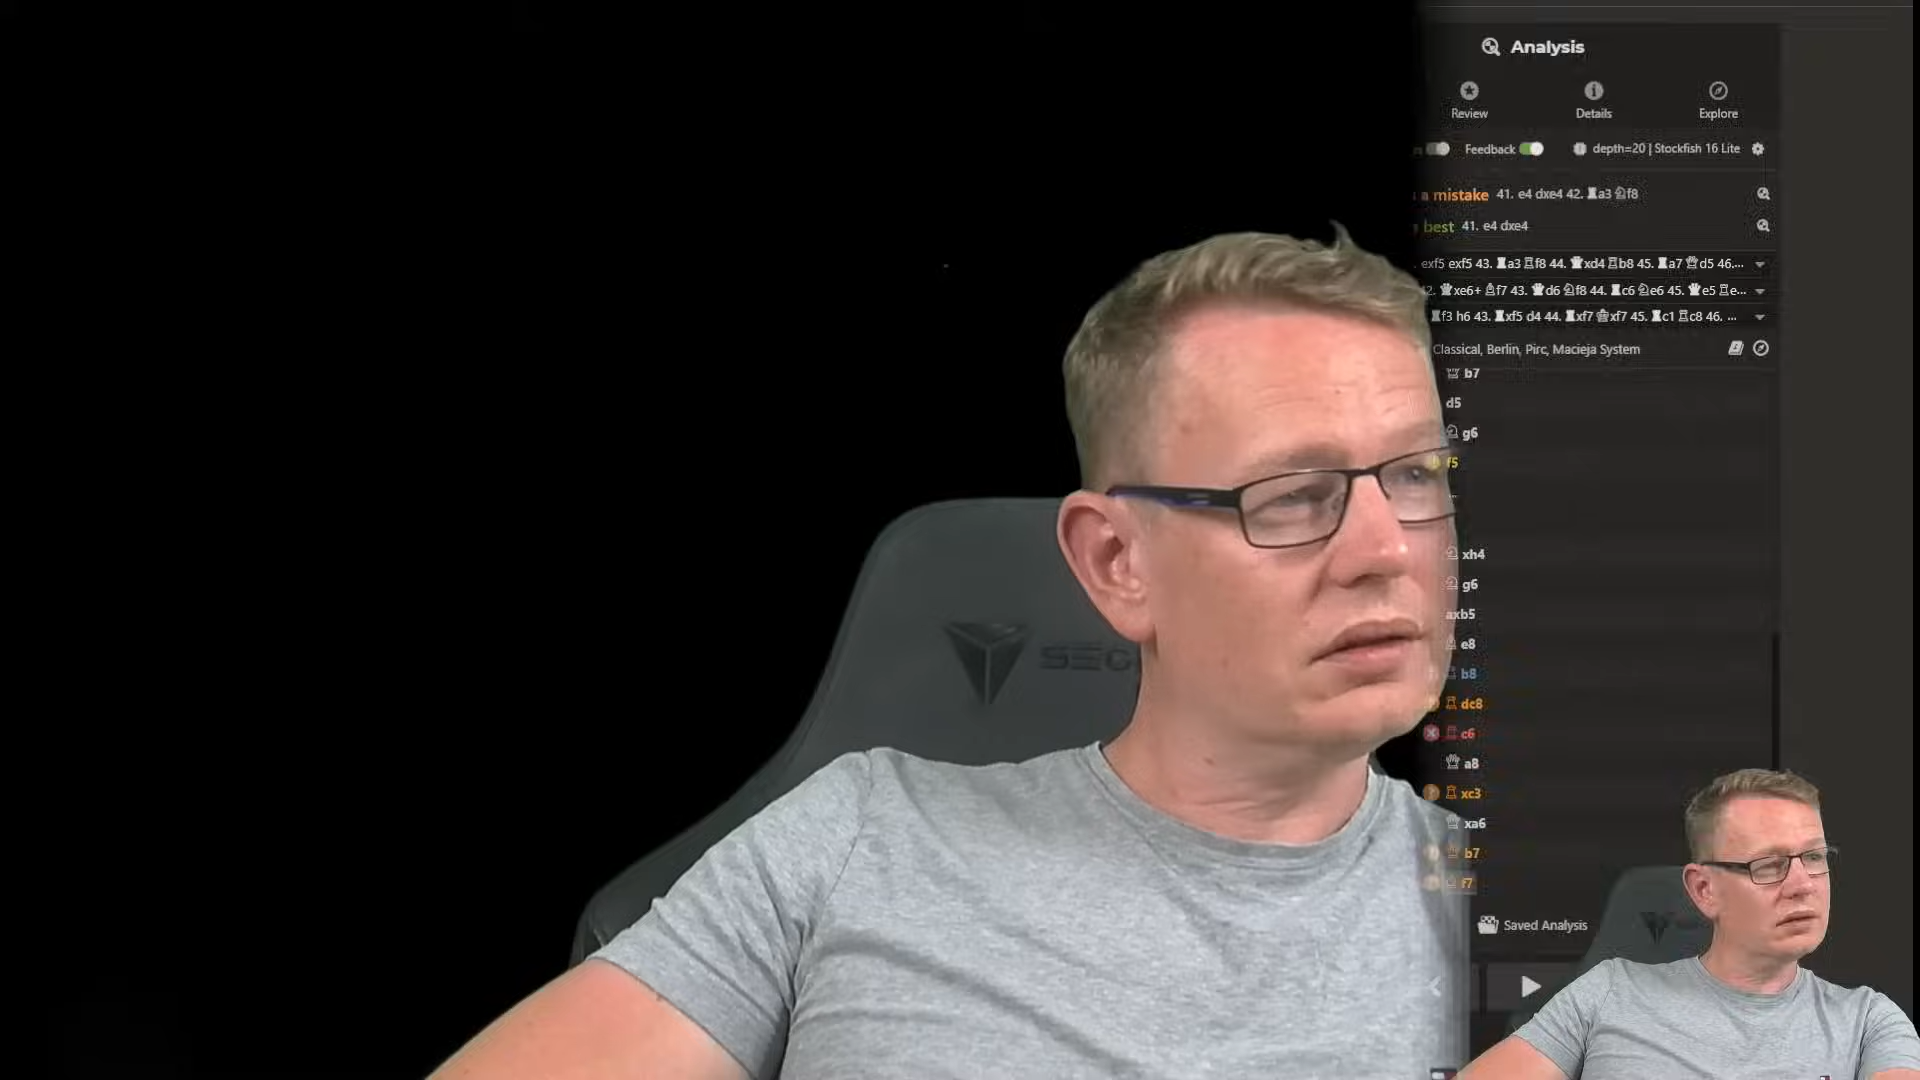 Analysis
Review Details Explore
Feedback depth=20 | Stockfish 16 Lite
a mistake 41. e4 dxe4 42. ♜a3 ♘f8
best 41. e4 dxe4
exf5 exf5 43. ♜a3 ♖f8 44. ♛xd4 ♖b8 45. ♜a7 ♕d5 46....
♛xe6+ ♗f7 43. ♛d6 ♘f8 44. ♜c6 ♘e6 45. ♛e5 ♖e...
♜f3 h6 43. ♜xf5 d4 44. ♜xf7 ♕xf7 45. ♜c1 ♖c8 46. ...
Classical, Berlin, Pirc, Macieja System
♕b7
d5
♘g6
f5
♘xh4
♘g6
axb5
♗e8
♖b8
♖dc8
♖c6
♕a8
♖xc3
♕xa6
♕b7
♗f7
Saved Analysis